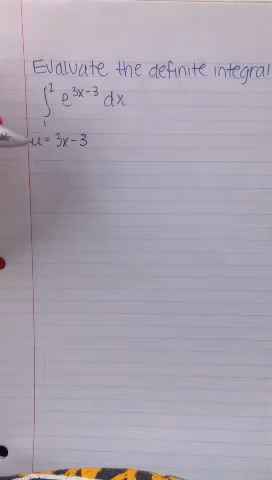 Evaluate the definite integral
∫₁² e^(3x-3) dx
u = 3x - 3